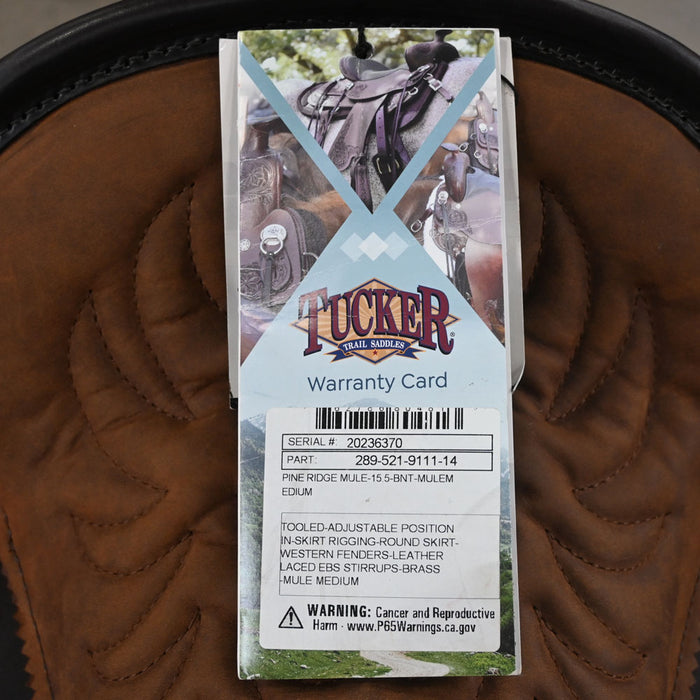 TUCKER®
TRAIL SADDLES
Warranty Card
SERIAL #: 20236370
PART: 289-521-9111-14
PINE RIDGE MULE-15 5-BNT-MULEM
EDIUM
TOOLED-ADJUSTABLE POSITION
IN-SKIRT RIGGING-ROUND SKIRT-
WESTERN FENDERS-LEATHER
LACED EBS STIRRUPS-BRASS
-MULE MEDIUM
WARNING: Cancer and Reproductive
Harm - www.P65Warnings.ca.gov